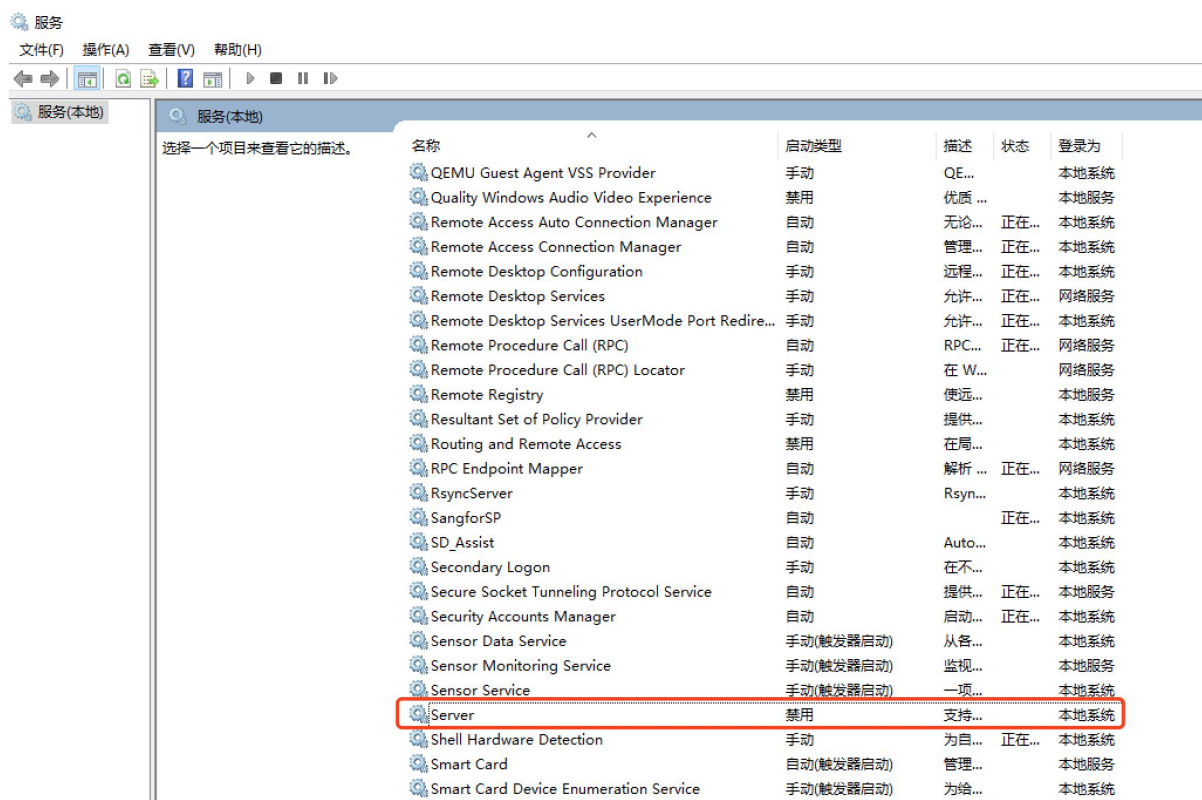 服务
文件(F) 操作(A) 查看(V) 帮助(H)
服务(本地)
服务(本地)
选择一个项目来查看它的描述。
名称 启动类型 描述 状态 登录为
QEMU Guest Agent VSS Provider 手动 QE... 本地系统
Quality Windows Audio Video Experience 禁用 优质 ... 本地服务
Remote Access Auto Connection Manager 自动 无论... 正在... 本地系统
Remote Access Connection Manager 自动 管理... 正在... 本地系统
Remote Desktop Configuration 手动 远程... 正在... 本地系统
Remote Desktop Services 手动 允许... 正在... 网络服务
Remote Desktop Services UserMode Port Redire... 手动 允许... 正在... 本地系统
Remote Procedure Call (RPC) 自动 RPC... 正在... 网络服务
Remote Procedure Call (RPC) Locator 手动 在 W... 网络服务
Remote Registry 禁用 使远... 本地服务
Resultant Set of Policy Provider 手动 提供... 本地系统
Routing and Remote Access 禁用 在局... 本地系统
RPC Endpoint Mapper 自动 解析 ... 正在... 网络服务
RsyncServer 手动 Rsyn... 本地系统
SangforSP 自动 正在... 本地系统
SD_Assist 自动 Auto... 本地系统
Secondary Logon 手动 在不... 本地系统
Secure Socket Tunneling Protocol Service 自动 提供... 正在... 本地服务
Security Accounts Manager 自动 启动... 正在... 本地系统
Sensor Data Service 手动(触发器启动) 从各... 本地系统
Sensor Monitoring Service 手动(触发器启动) 监视... 本地服务
Sensor Service 手动(触发器启动) 一项... 本地系统
Server 禁用 支持... 本地系统
Shell Hardware Detection 手动 为自... 正在... 本地系统
Smart Card 自动(触发器启动) 管理... 本地服务
Smart Card Device Enumeration Service 手动(触发器启动) 为给... 本地系统